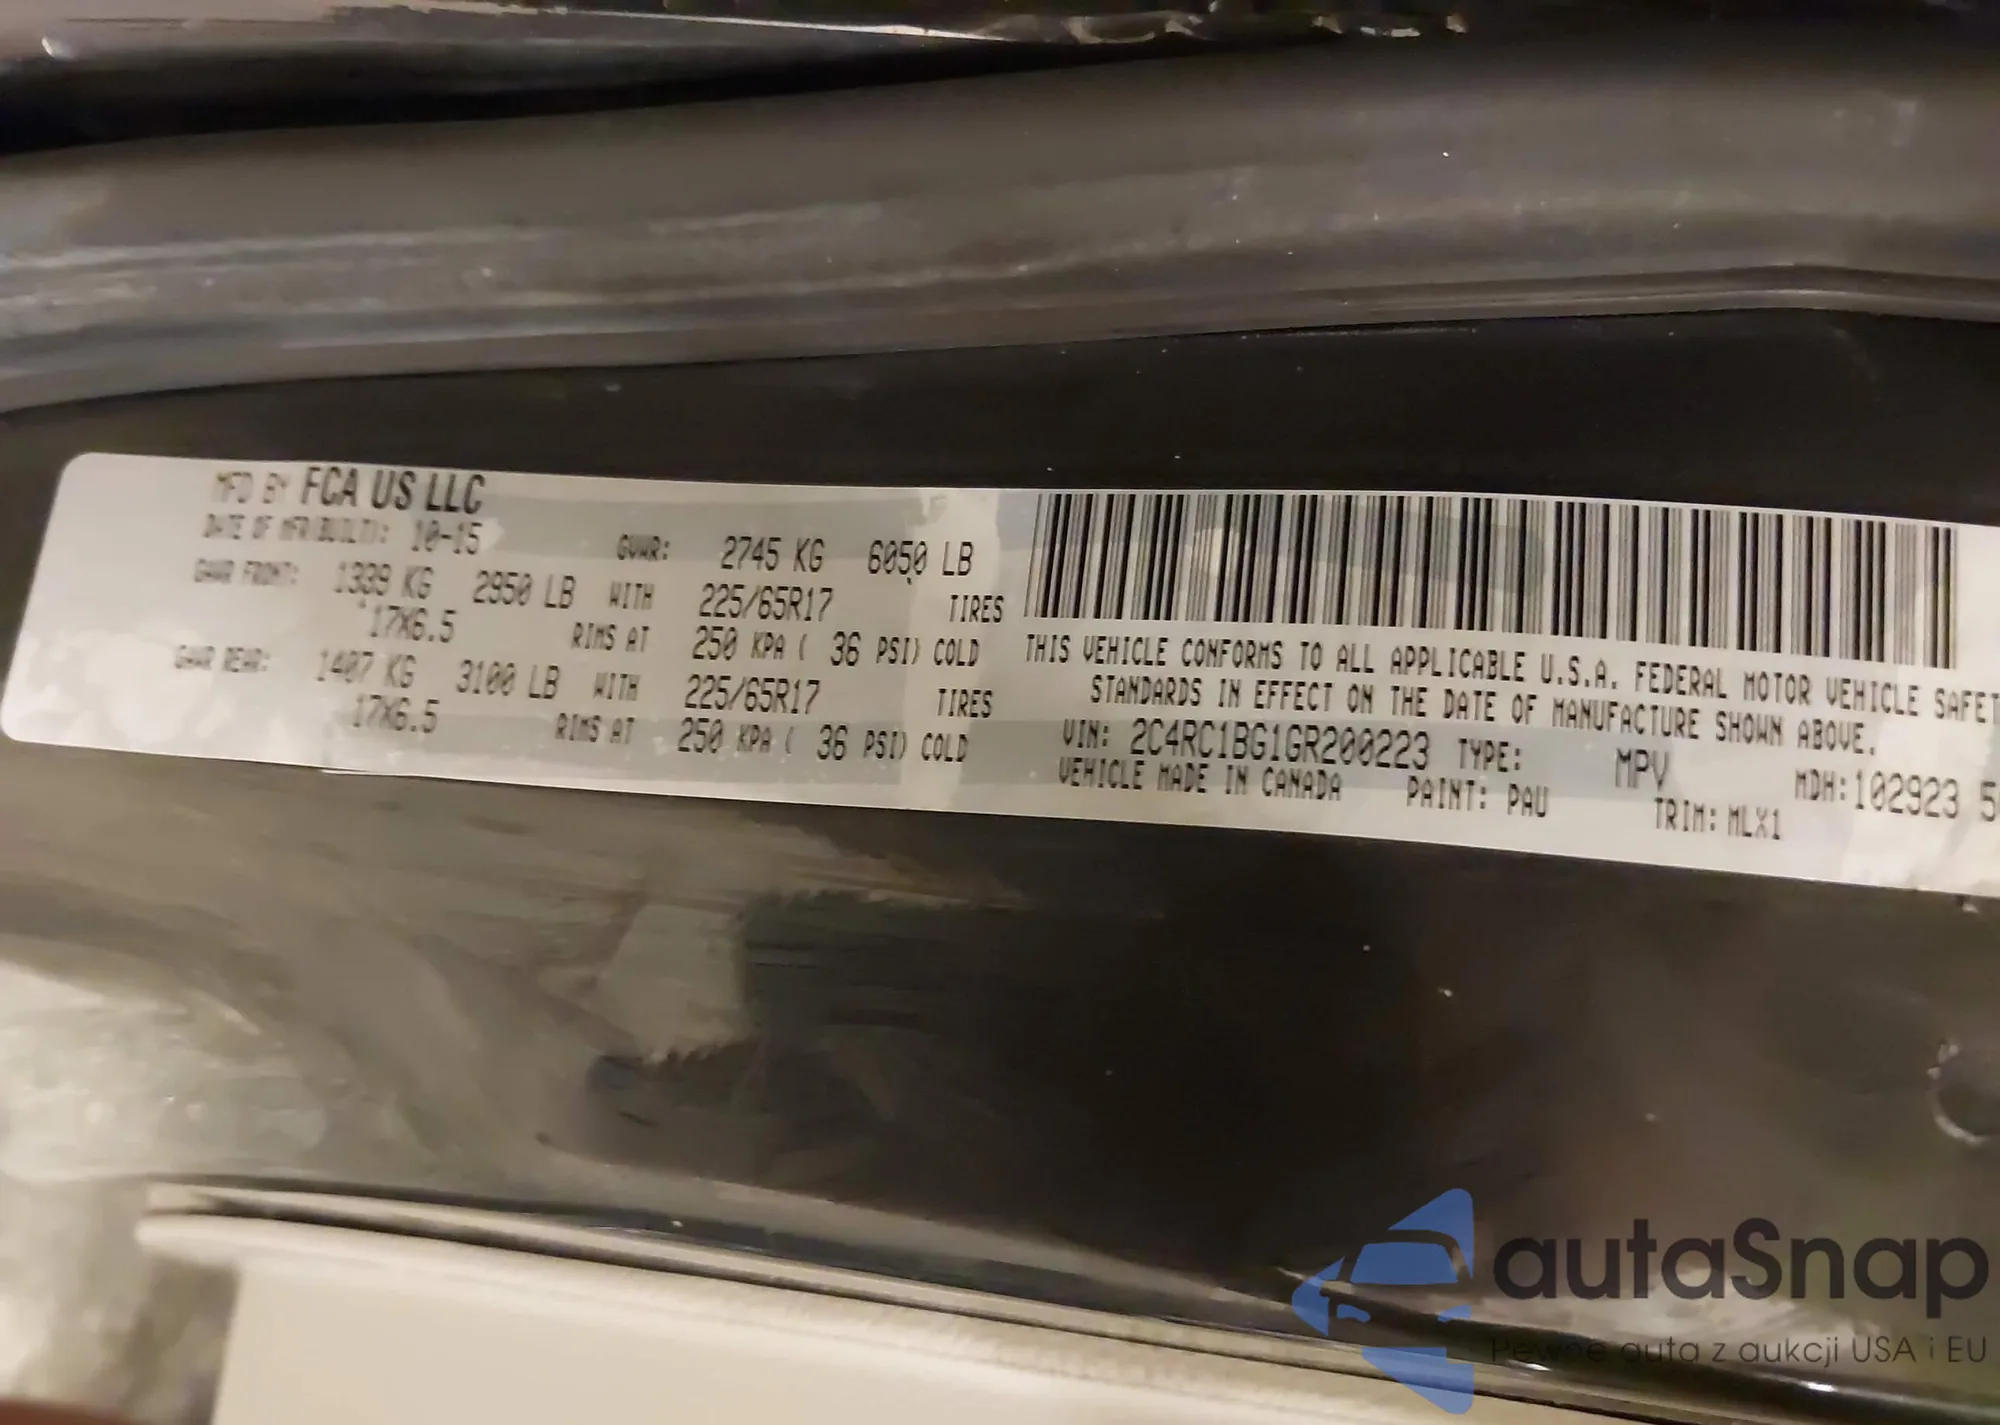 MFD BY FCA US LLC
DATE OF MFR(BUILT): 10-15 GVWR: 2745 KG 6050 LB
GAWR FRONT: 1339 KG 2950 LB WITH 225/65R17 TIRES
17X6.5 RIMS AT 250 KPA ( 36 PSI) COLD
GAWR REAR: 1407 KG 3100 LB WITH 225/65R17 TIRES
17X6.5 RIMS AT 250 KPA ( 36 PSI) COLD
THIS VEHICLE CONFORMS TO ALL APPLICABLE U.S.A. FEDERAL MOTOR VEHICLE SAFET
STANDARDS IN EFFECT ON THE DATE OF MANUFACTURE SHOWN ABOVE.
VIN: 2C4RC1BG1GR200223 TYPE: MPV MDH:102923 5
VEHICLE MADE IN CANADA PAINT: PAU TRIM: MLX1
autaSnap
Pewne auta z aukcji USA i EU